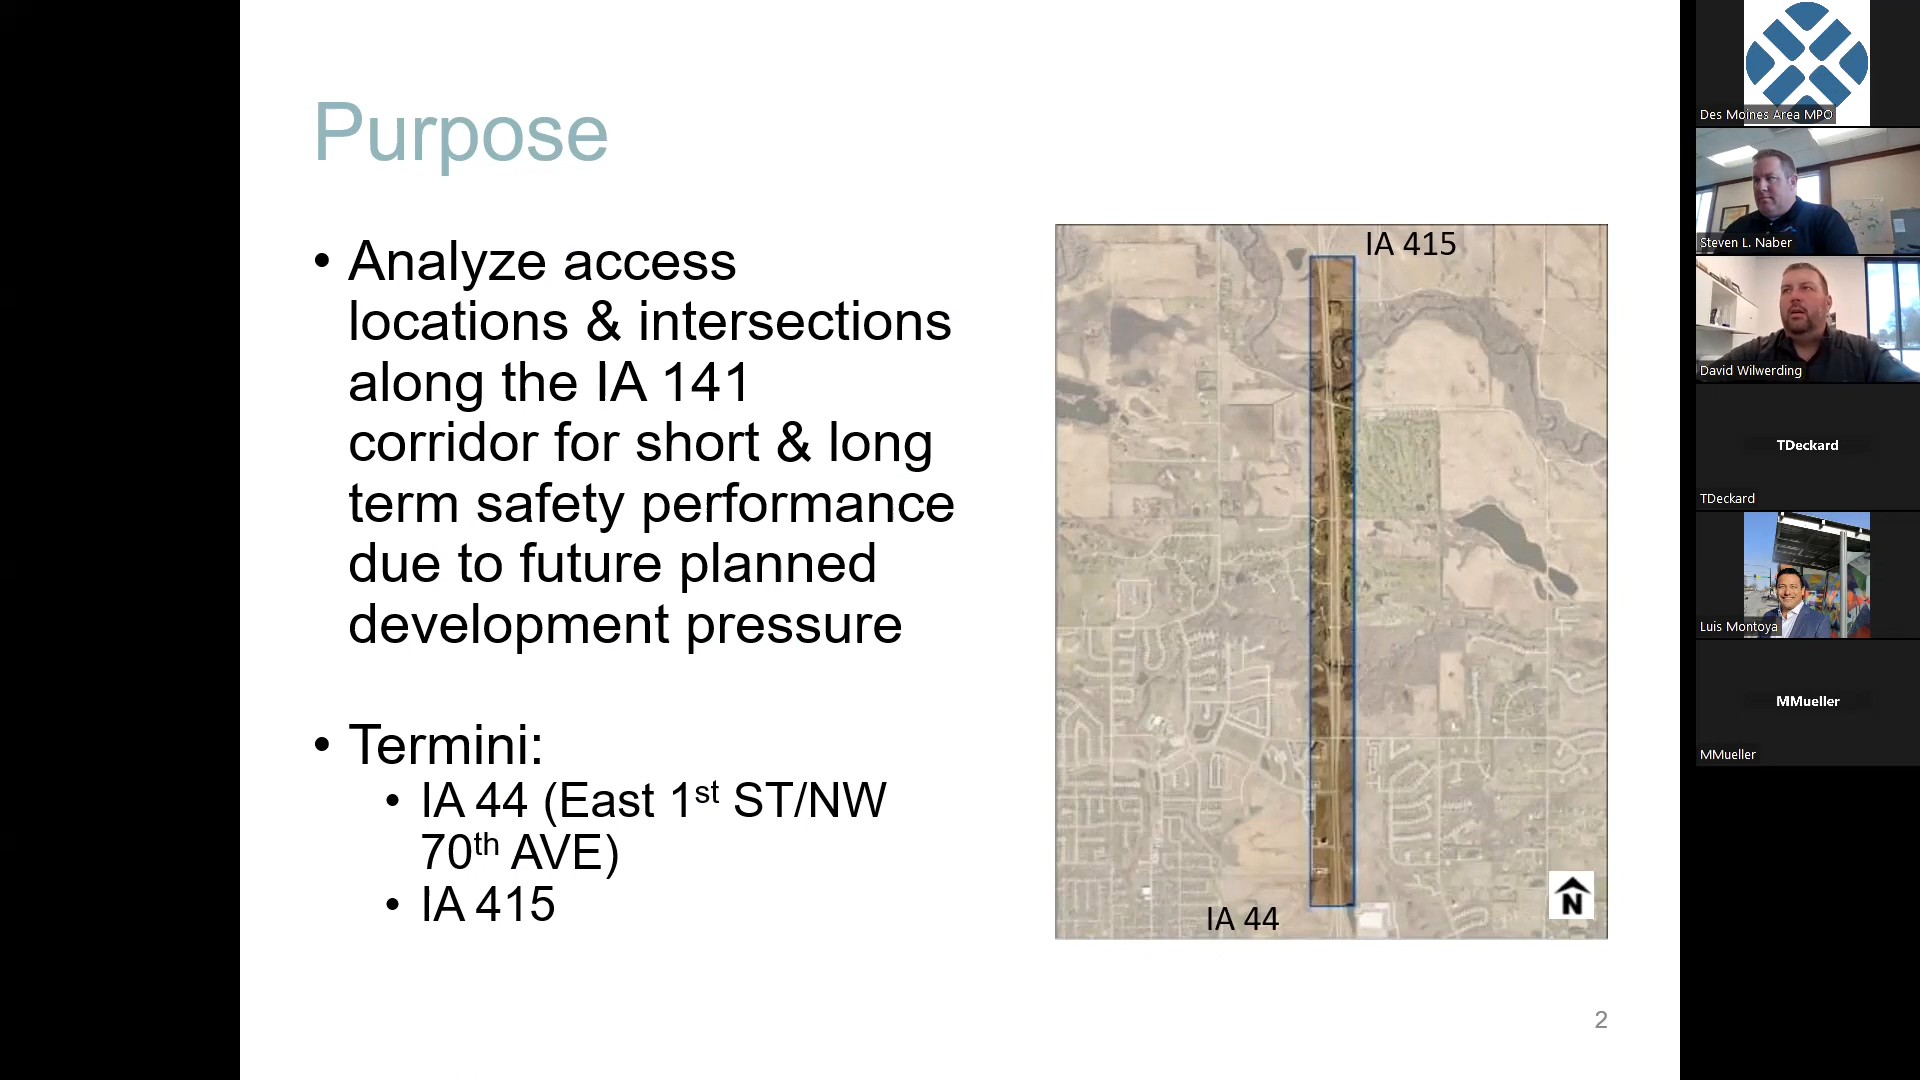 Purpose
• Analyze access
locations & intersections
along the IA 141
corridor for short & long
term safety performance
due to future planned
development pressure
• Termini:
• IA 44 (East 1st ST/NW
70th AVE)
• IA 415
IA 415
IA 44
N
2
Des Moines Area MPO
Steven L. Naber
David Wilwerding
TDeckard
TDeckard
Luis Montoya
MMueller
MMueller